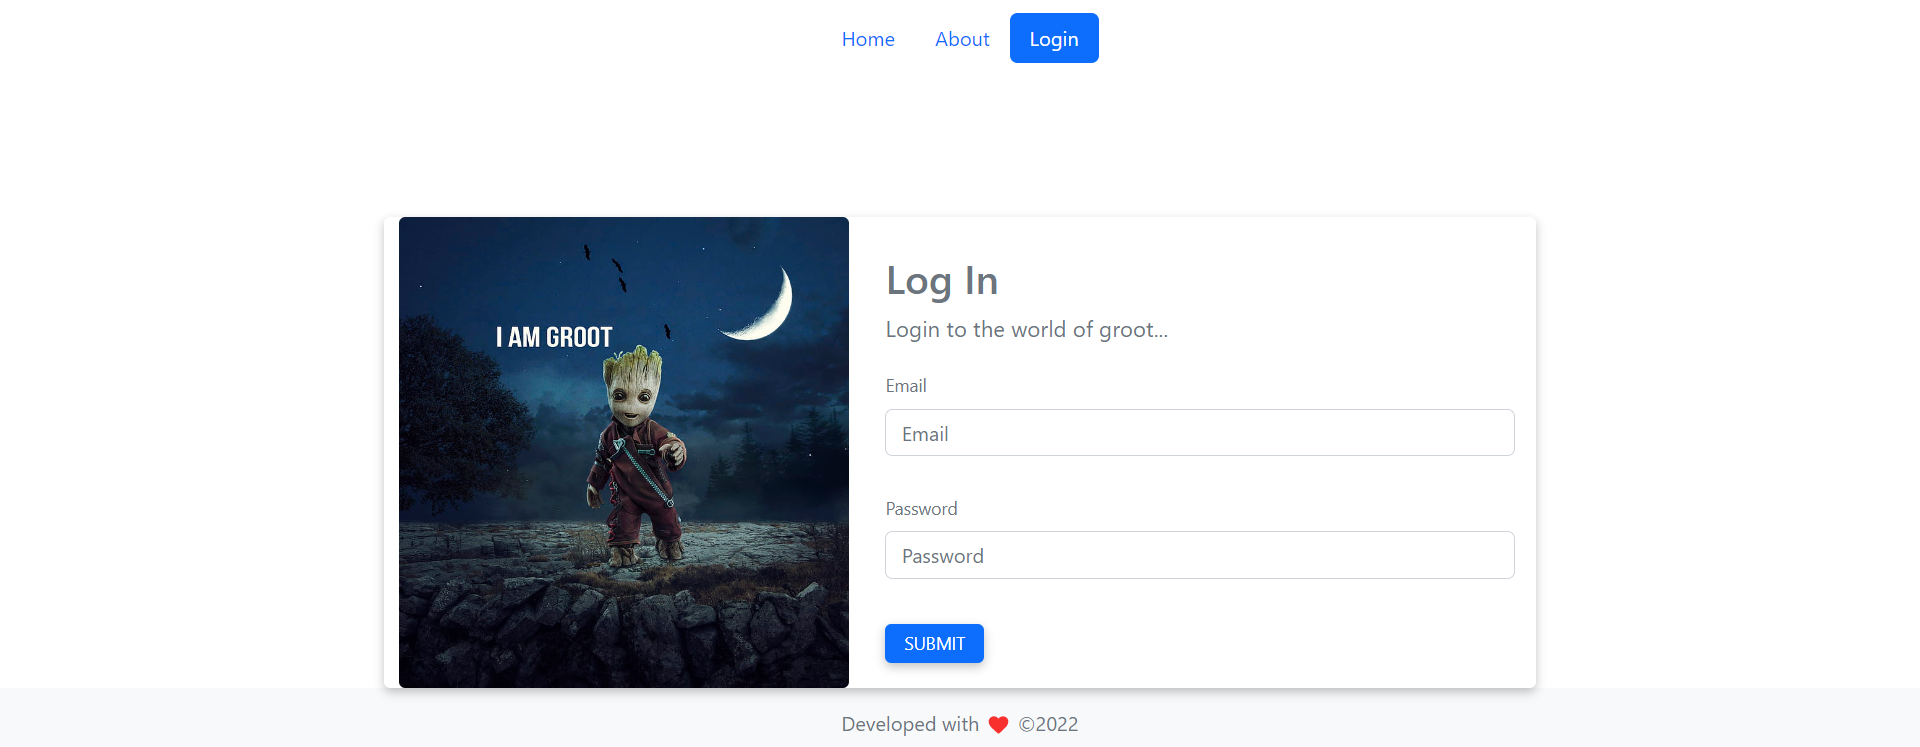 Home About Login
I AM GROOT
Log In
Login to the world of groot...
Email
Email
Password
Password
SUBMIT
Developed with ❤ ©2022